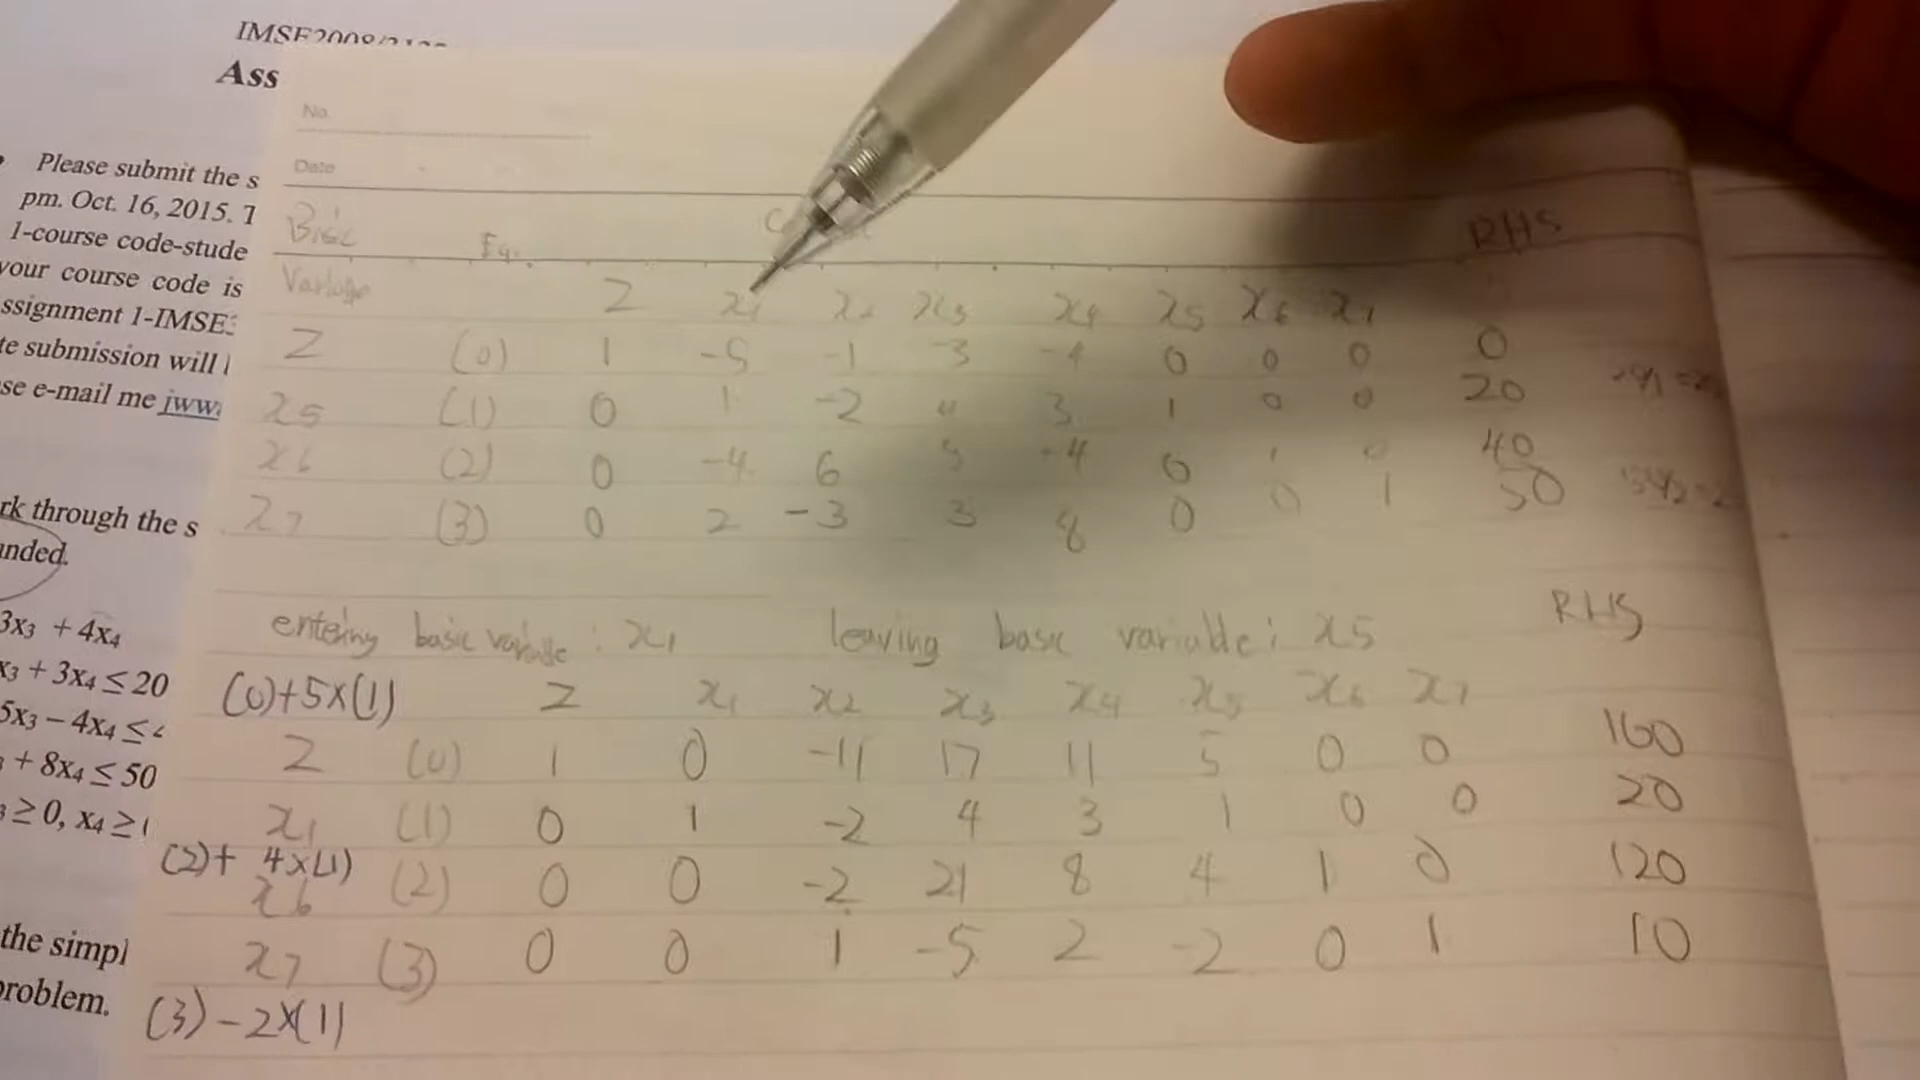 IMSE2008/
Ass
No.
Date
Please submit the s
pm. Oct. 16, 2015. T
1-course code-stude
your course code is
ssignment 1-IMSE
te submission will
se e-mail me jww
rk through the s
unded.
3x₃ + 4x₄
x₃ + 3x₄ ≤ 20
5x₃ − 4x₄ ≤
+ 8x₄ ≤ 50
≥ 0, x₄ ≥
the simpl
problem.
Eq. RHS
Z x₁ x₂ x₃ x₄ x₅ x₆ x₇
Z (0) 1 -5 -1 -3 -4 0 0 0 0
x₅ (1) 0 1 -2 4 3 1 0 0 20
x₆ (2) 0 -4 6 5 -4 0 1 0 40
x₇ (3) 0 2 -3 3 8 0 0 1 50
entering basic variable : x₁ leaving basic variable : x₅ RHS
(0)+5×(1) Z x₁ x₂ x₃ x₄ x₅ x₆ x₇
Z (0) 1 0 -11 17 11 5 0 0 100
x₁ (1) 0 1 -2 4 3 1 0 0 20
(2)+ 4×(1)
x₆ (2) 0 0 -2 21 8 4 1 0 120
x₇ (3) 0 0 1 -5 2 -2 0 1 10
(3)-2×(1)